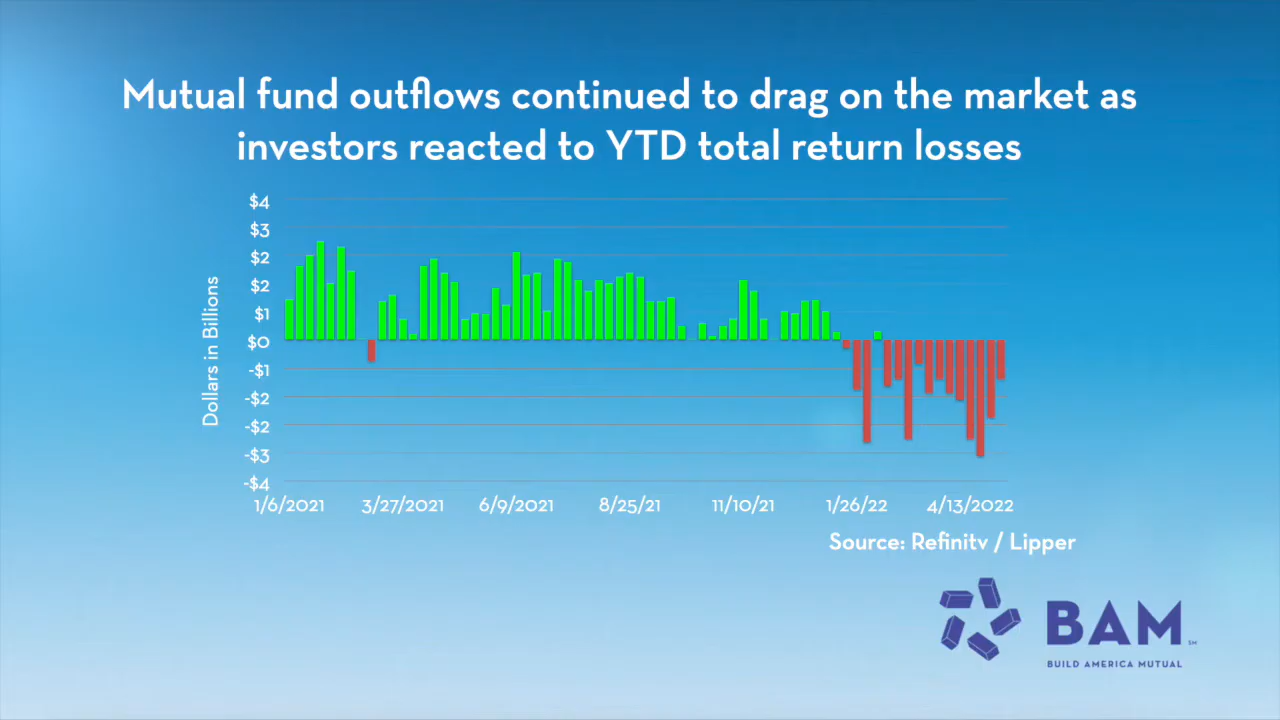 Mutual fund outflows continued to drag on the market as
investors reacted to YTD total return losses
Dollars in Billions
$4
$3
$2
$2
$1
$0
-$1
-$2
-$2
-$3
-$4
1/6/2021 3/27/2021 6/9/2021 8/25/21 11/10/21 1/26/22 4/13/2022
Source: Refinitv / Lipper
BAM SM
BUILD AMERICA MUTUAL